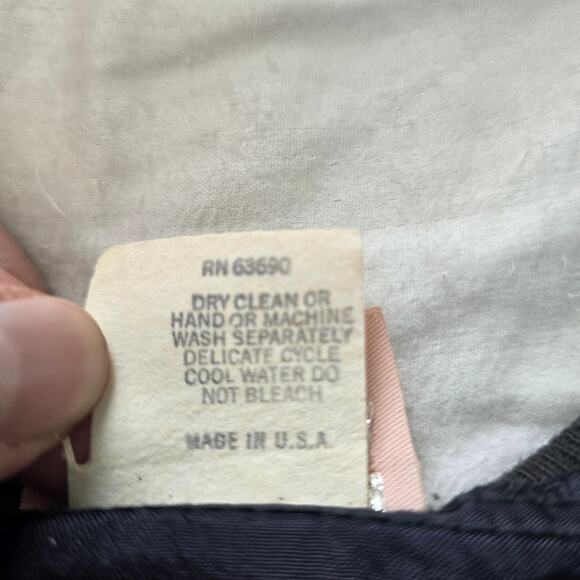 RN 63690
DRY CLEAN OR
HAND OR MACHINE
WASH SEPARATELY
DELICATE CYCLE
COOL WATER DO
NOT BLEACH
MADE IN U.S.A.